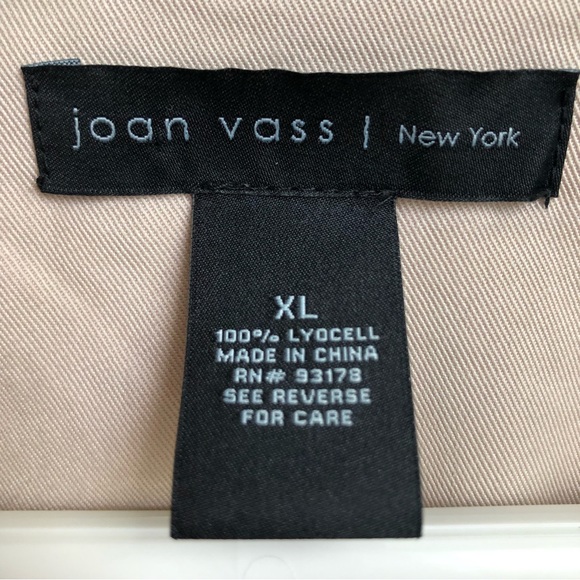 joan vass | New York
XL
100% LYOCELL
MADE IN CHINA
RN# 93178
SEE REVERSE
FOR CARE